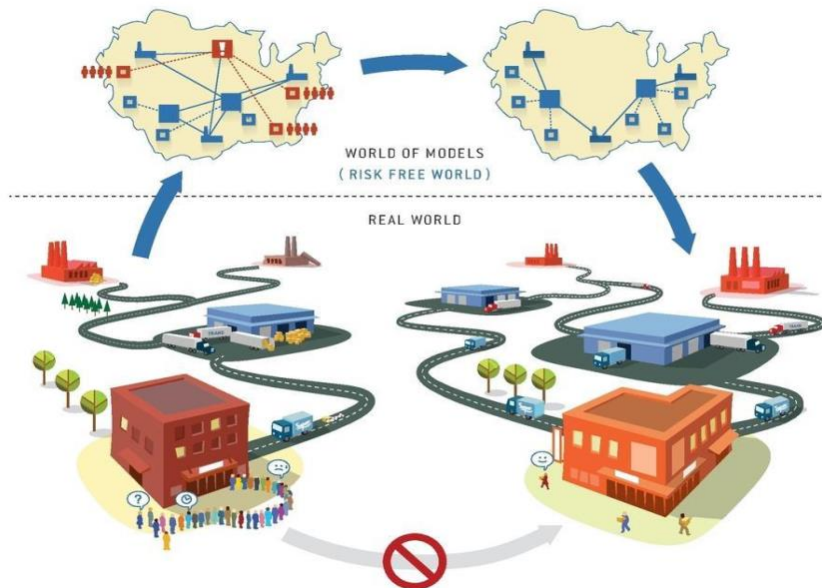 !
WORLD OF MODELS
( RISK FREE WORLD )
REAL WORLD
?